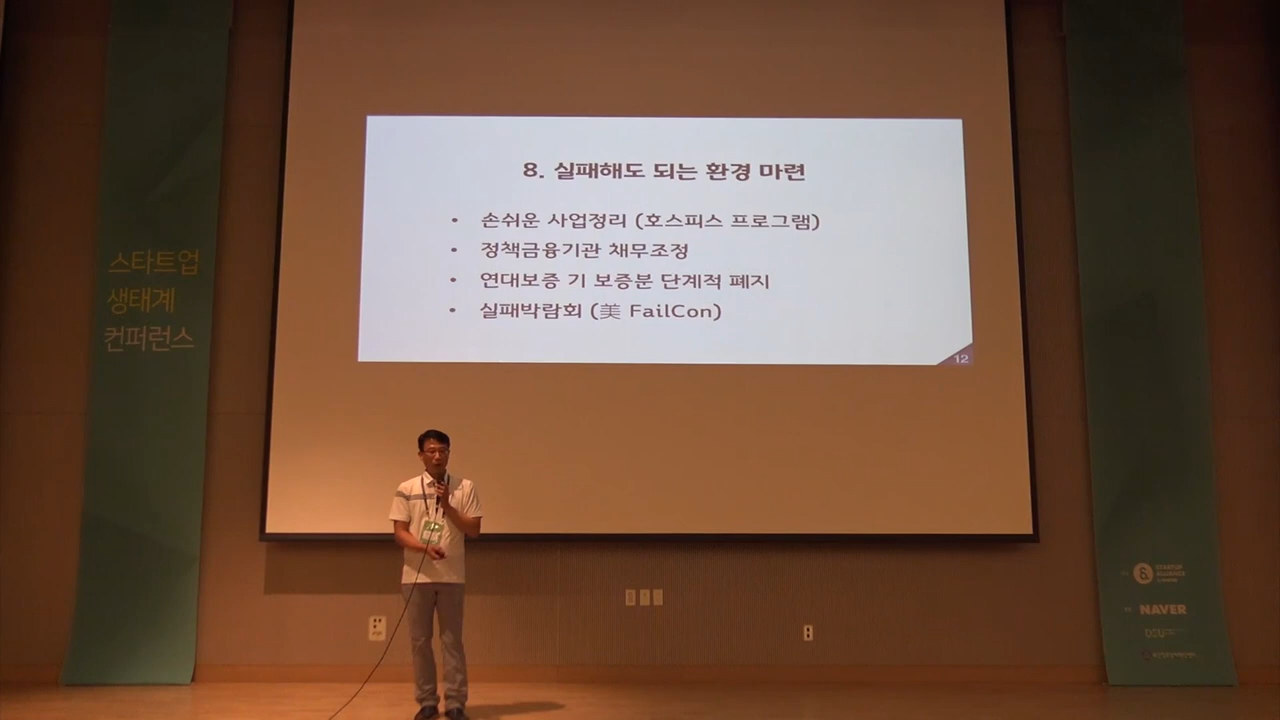 8. 실패해도 되는 환경 마련
• 손쉬운 사업정리 (호스피스 프로그램)
• 정책금융기관 채무조정
• 연대보증 기 보증분 단계적 폐지
• 실패박람회 (美 FailCon)
12
스타트업
생태계
컨퍼런스
STARTUP
ALLIANCE
NAVER